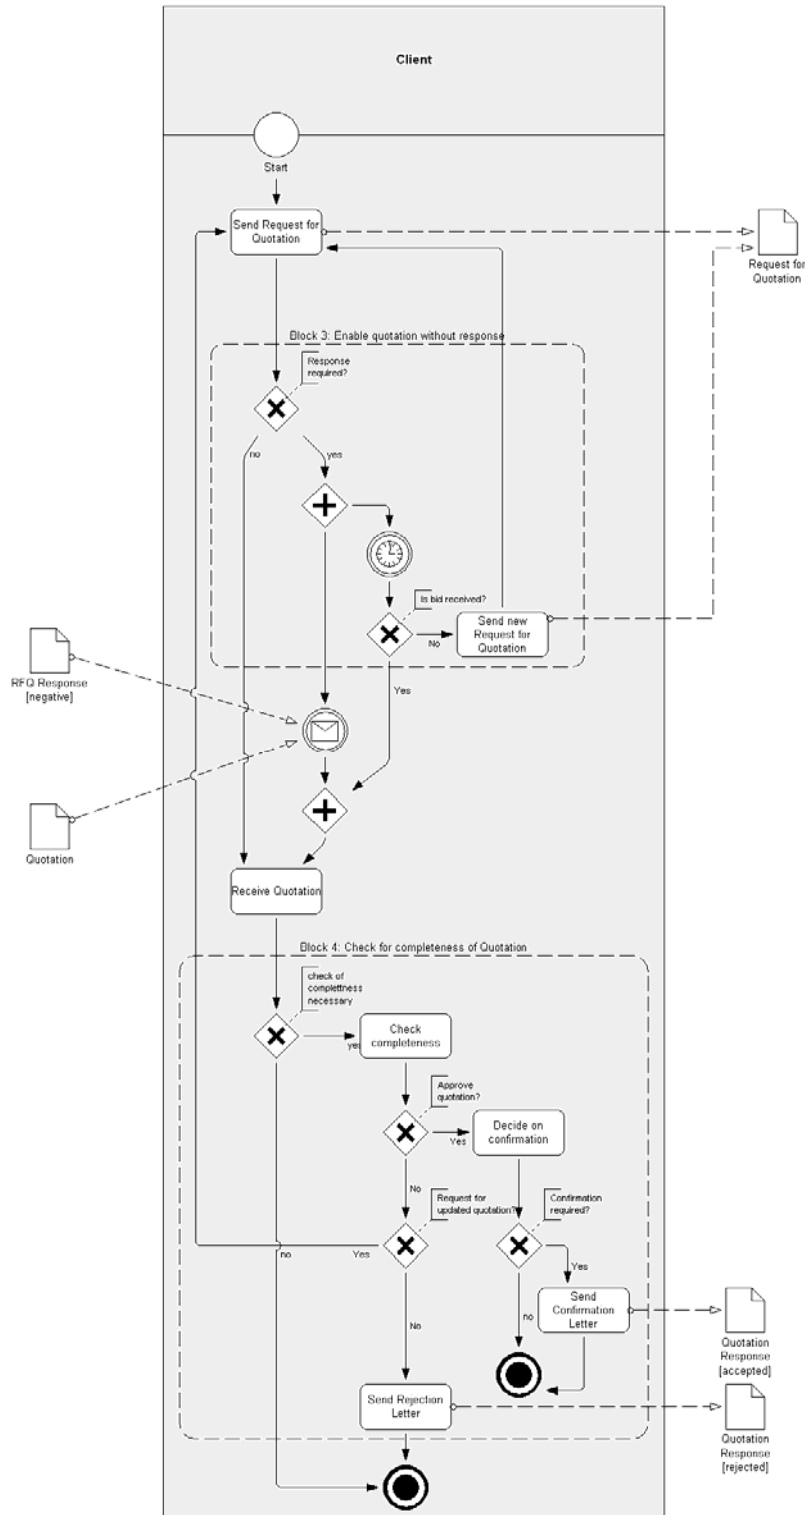 Client
Start
Send Request for
Quotation
Request for
Quotation
Block 3: Enable quotation without response
Response
required?
no
yes
Is bid received?
Send new
Request for
Quotation
No
Yes
RFQ Response
[negative]
Quotation
Receive Quotation
Block 4: Check for completeness of Quotation
check of
complettness
necessary
Check
completeness
yes
Approve
quotation?
Decide on
confirmation
Yes
No
Request for
updated quotation?
Confirmation
required?
no
Yes
Yes
Send
Confirmation
Letter
no
No
Quotation
Response
[accepted]
Send Rejection
Letter
Quotation
Response
[rejected]